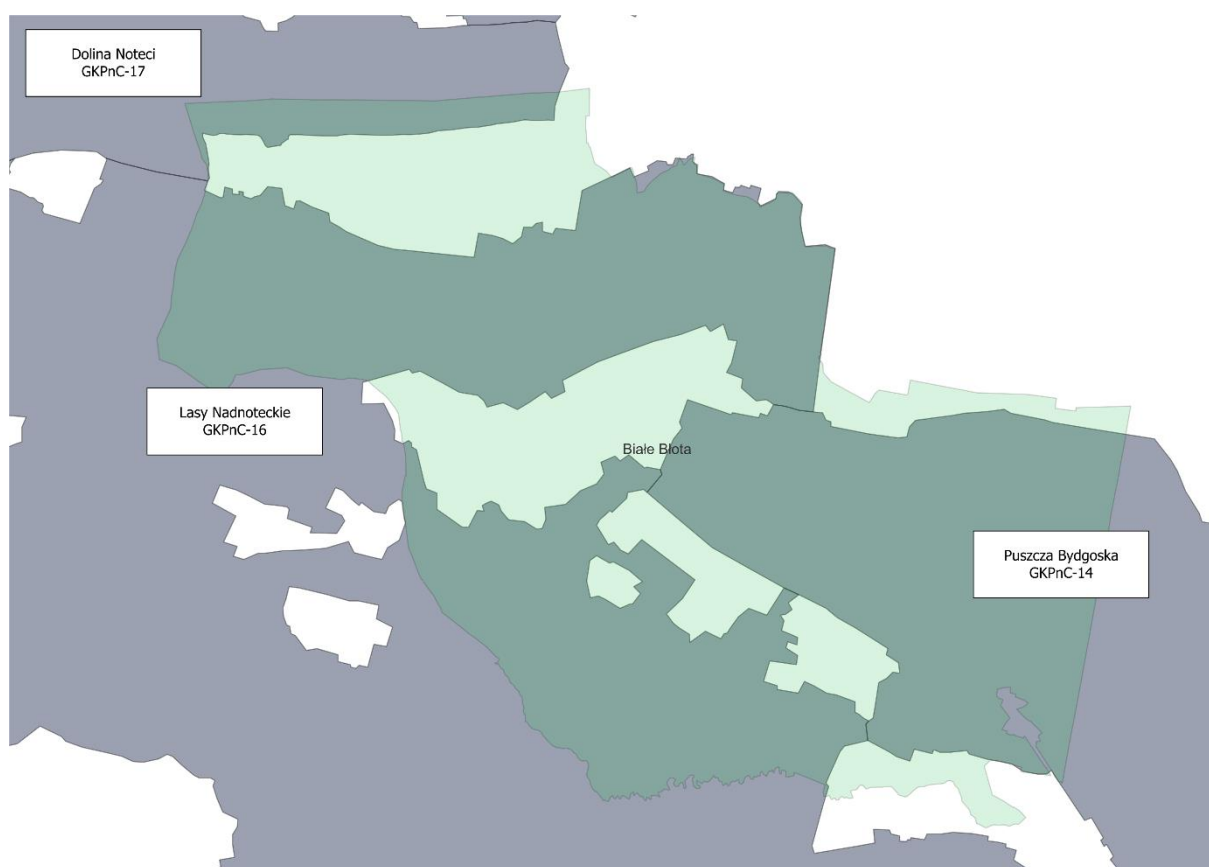 Dolina Noteci
GKPnC-17
Lasy Nadnoteckie
GKPnC-16
Białe Błota
Puszcza Bydgoska
GKPnC-14